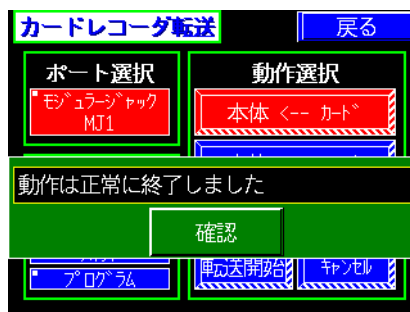 カードレコーダ転送
戻る
ポート選択
動作選択
モジュラージャック
MJ1
本体 <-- カード
動作は正常に終了しました
確認
プログラム
転送開始
キャンセル